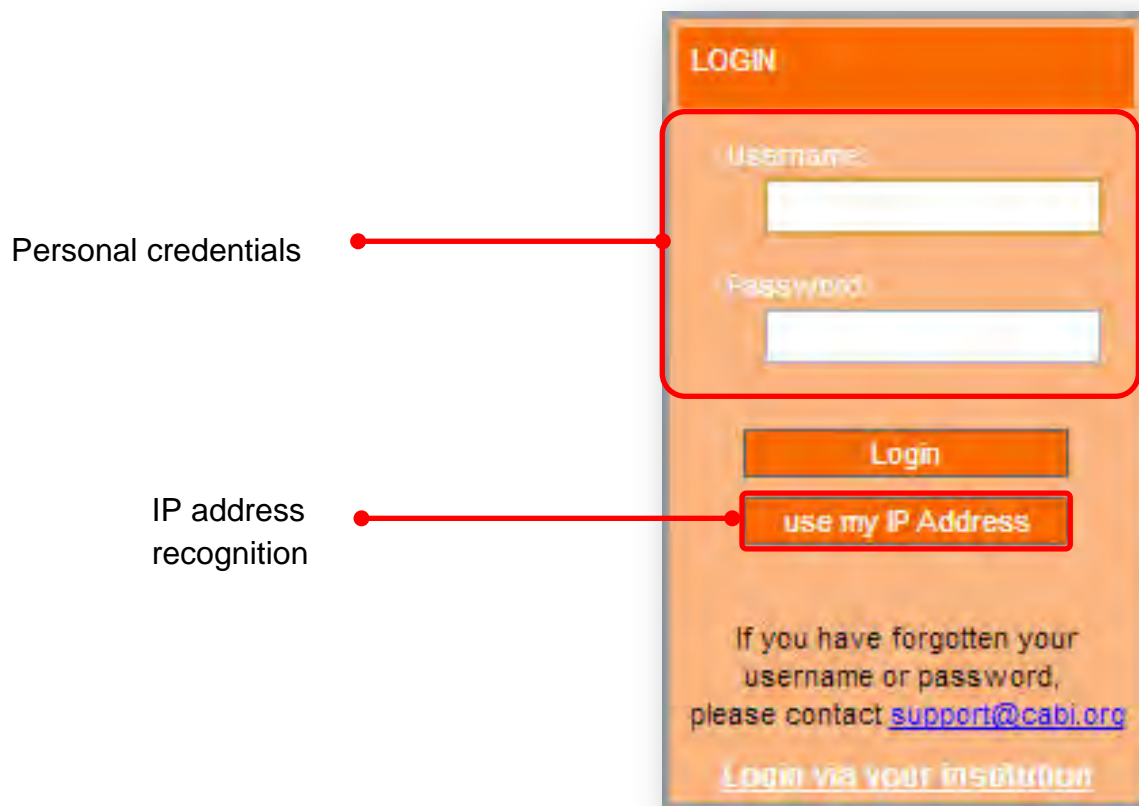 LOGIN
Username:
Personal credentials
Password:
Login
IP address
recognition
use my IP Address
If you have forgotten your
username or password,
please contact support@cabi.org
Login via your institution